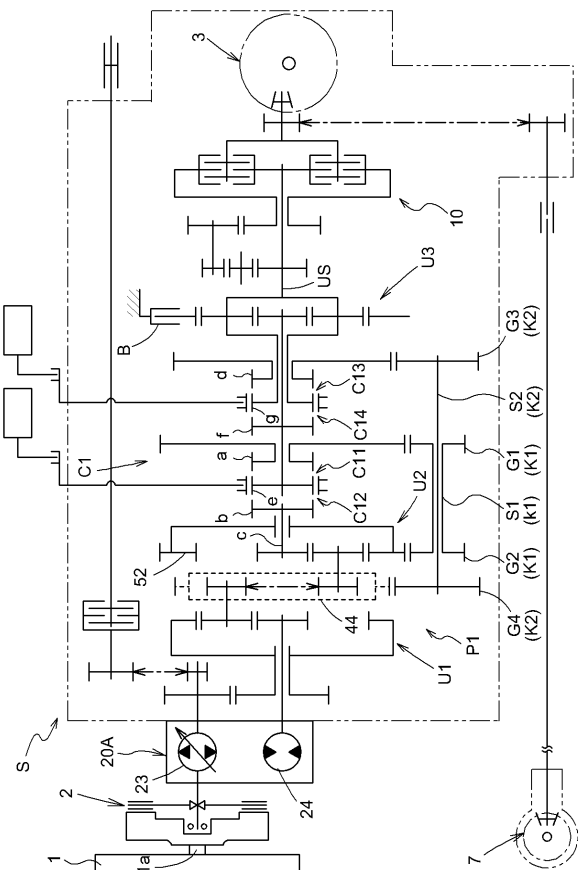 3
10
US
U3
B
G3
(K2)
d
C13
S2
(K2)
g
f
C14
C1
a
C11
G1
(K1)
e
C12
U2
S1
(k1)
b
c
52
G2
(K1)
44
G4
(K2)
P1
U1
S
20A
23
24
2
1
1a
7